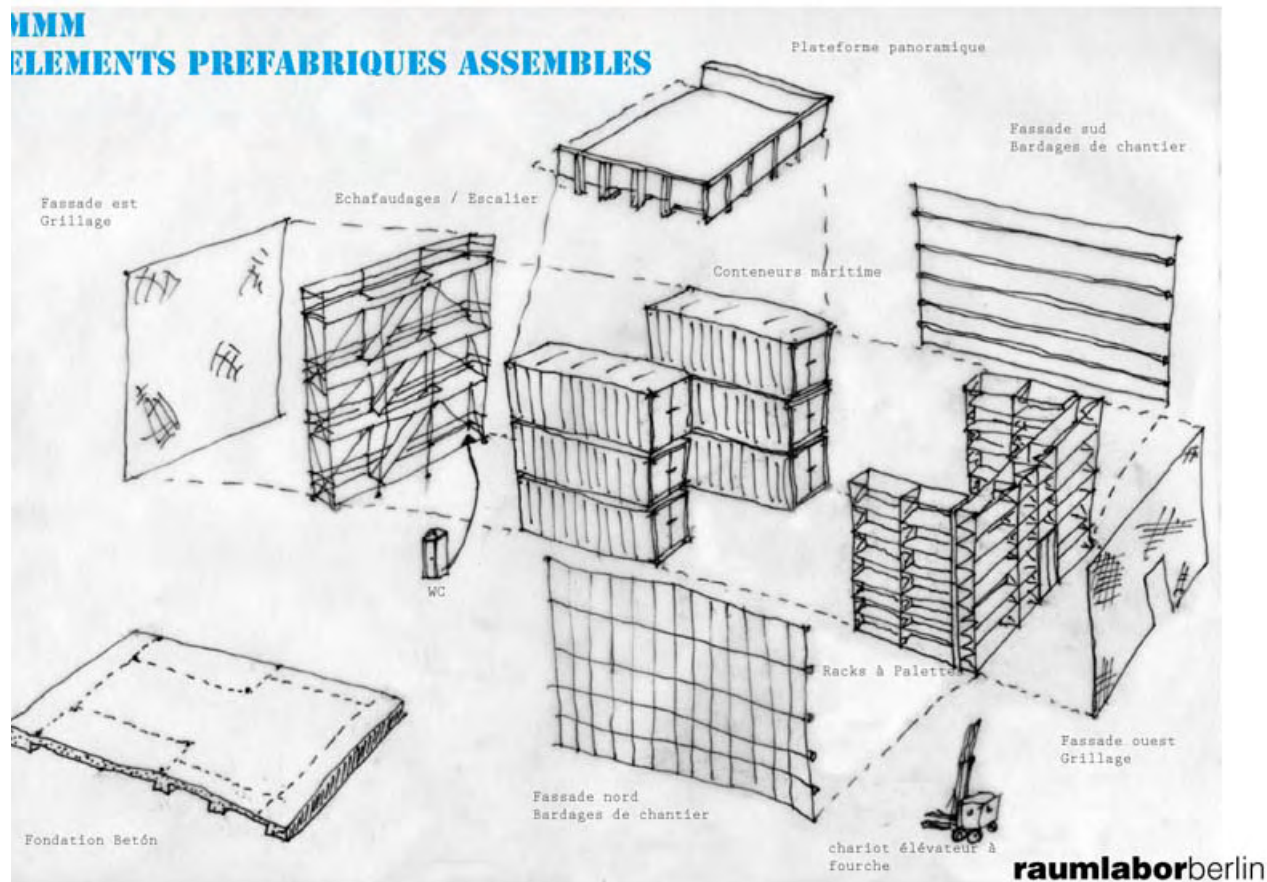 MMM
ELEMENTS PREFABRIQUES ASSEMBLES
Plateforme panoramique
Fassade sud
Bardages de chantier
Fassade est
Grillage
Echafaudages / Escalier
Conteneurs maritime
WC
Racks à Palettes
Fassade ouest
Grillage
Fassade nord
Bardages de chantier
Fondation Betón
chariot élévateur à
fourche
raumlaborberlin